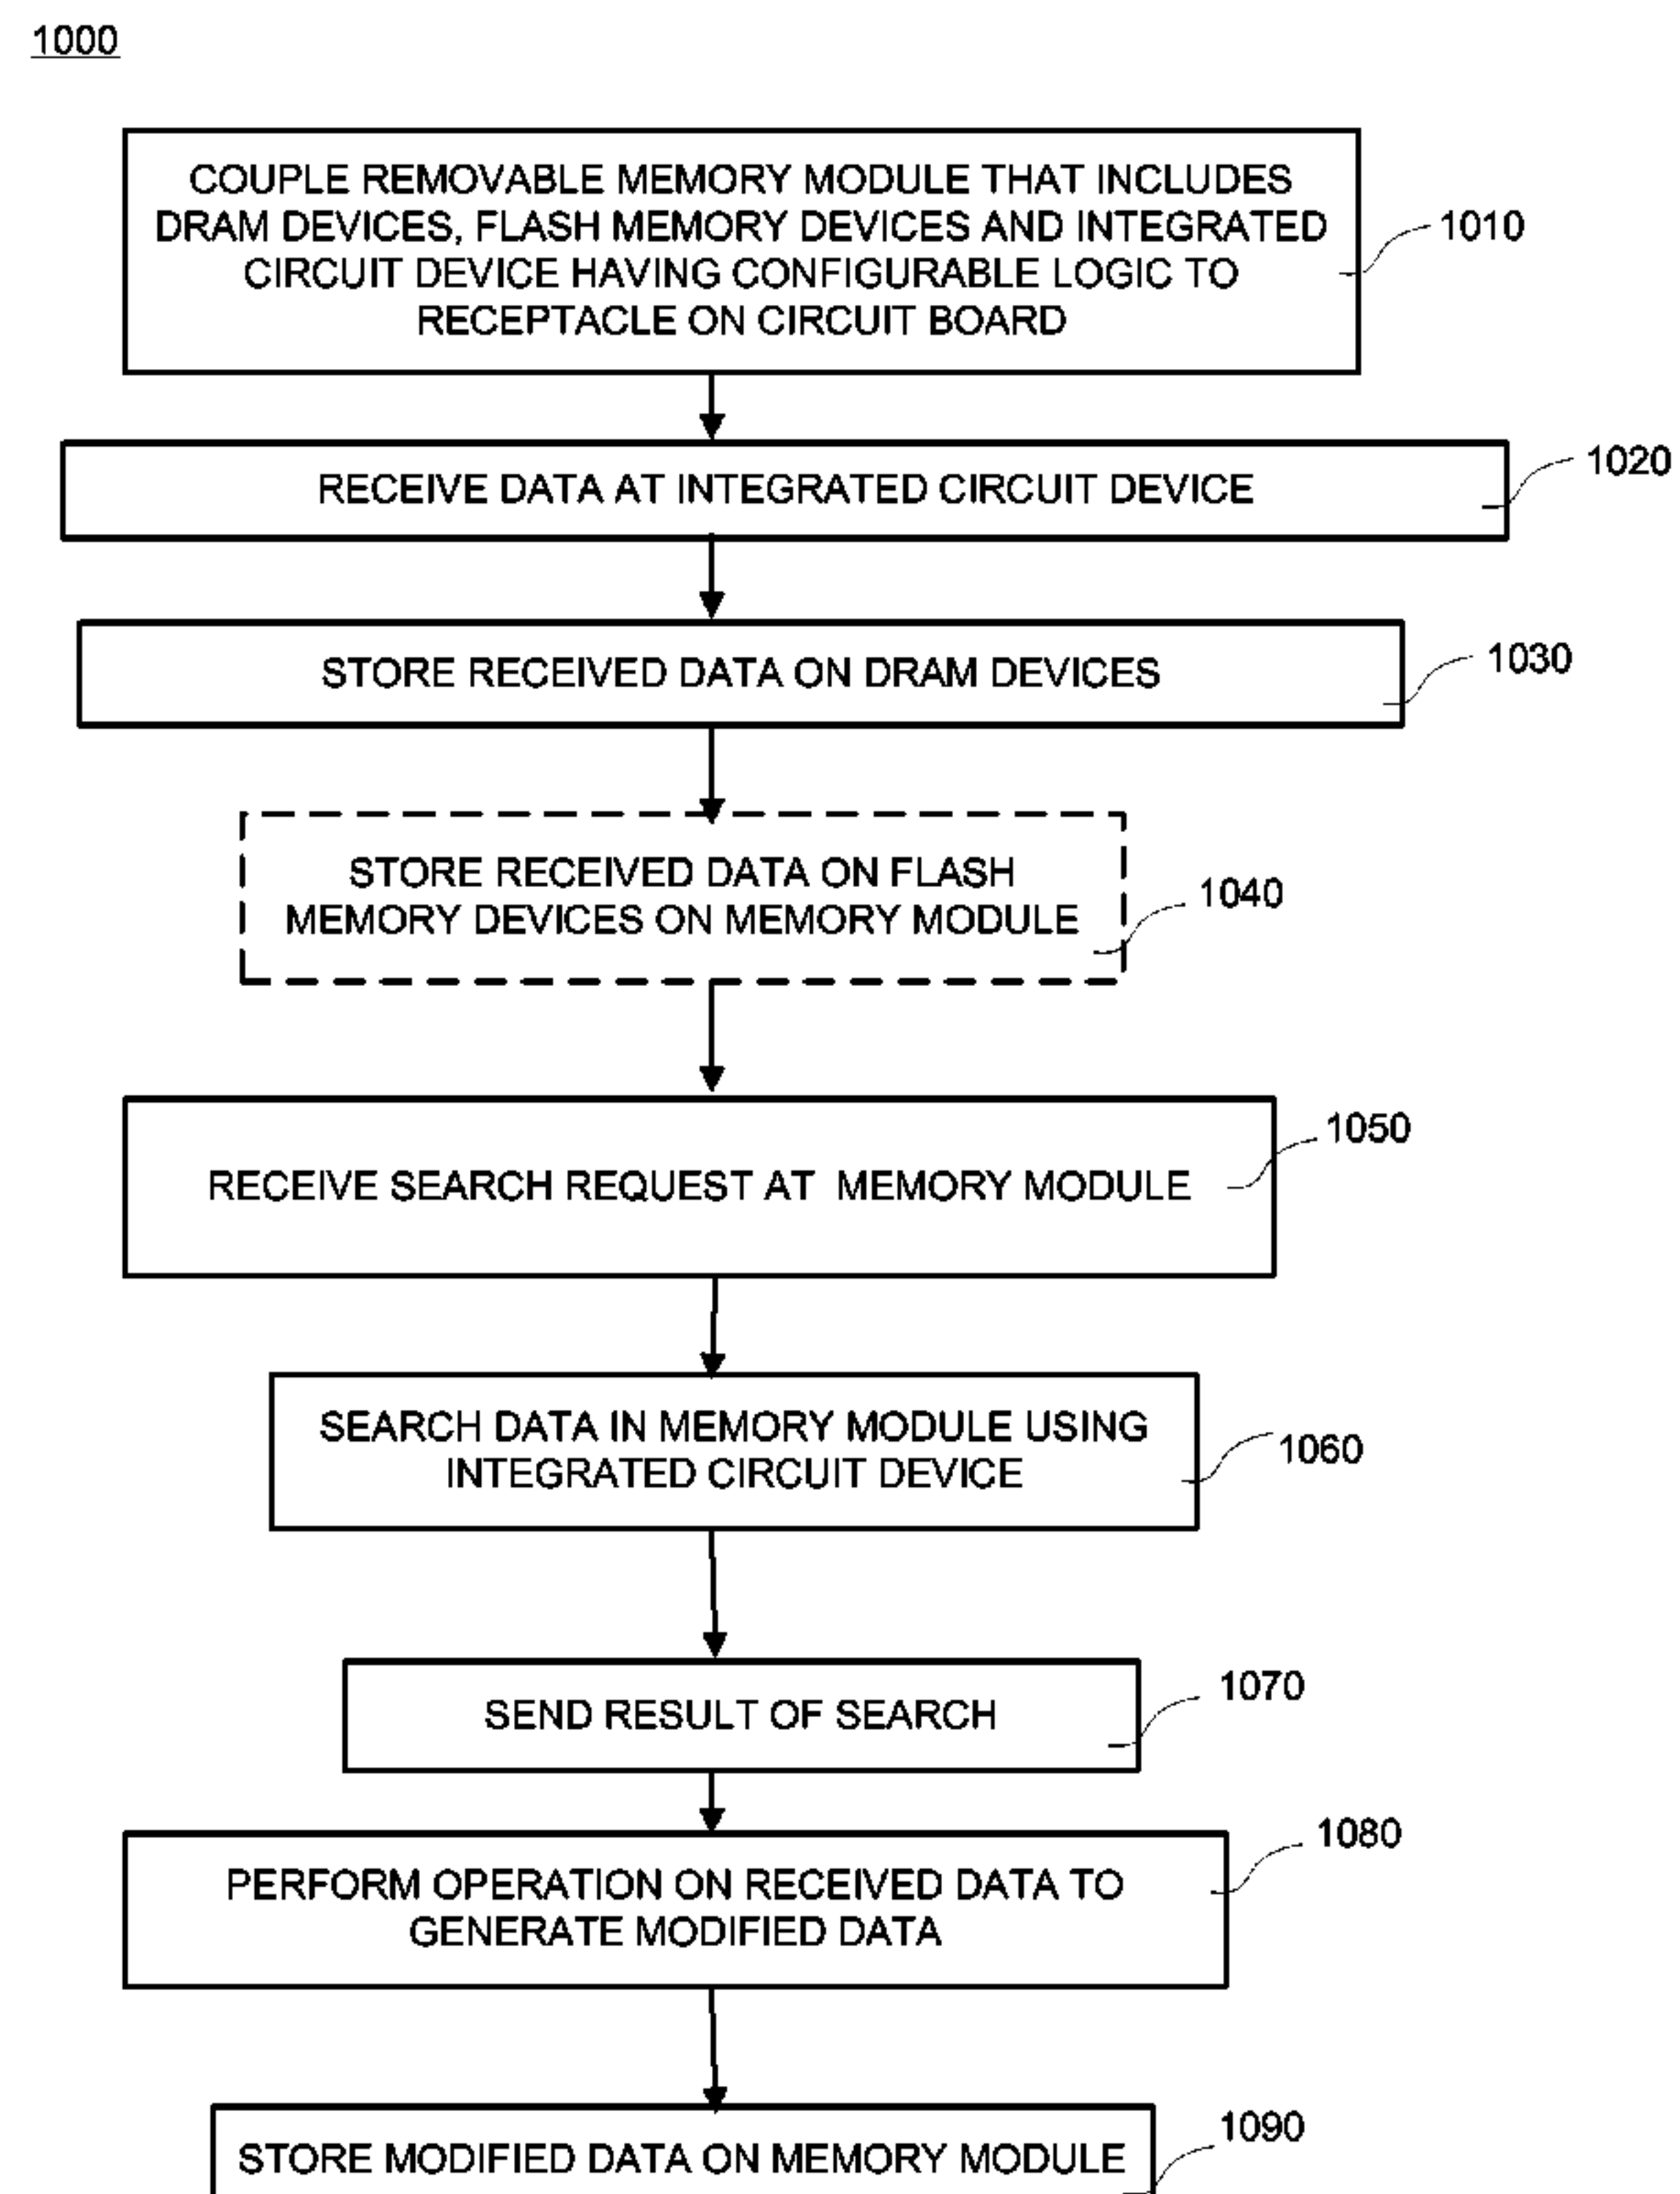 1000
COUPLE REMOVABLE MEMORY MODULE THAT INCLUDES
DRAM DEVICES, FLASH MEMORY DEVICES AND INTEGRATED
CIRCUIT DEVICE HAVING CONFIGURABLE LOGIC TO
RECEPTACLE ON CIRCUIT BOARD
1010
RECEIVE DATA AT INTEGRATED CIRCUIT DEVICE
1020
STORE RECEIVED DATA ON DRAM DEVICES
1030
STORE RECEIVED DATA ON FLASH
MEMORY DEVICES ON MEMORY MODULE
1040
RECEIVE SEARCH REQUEST AT MEMORY MODULE
1050
SEARCH DATA IN MEMORY MODULE USING
INTEGRATED CIRCUIT DEVICE
1060
SEND RESULT OF SEARCH
1070
PERFORM OPERATION ON RECEIVED DATA TO
GENERATE MODIFIED DATA
1080
STORE MODIFIED DATA ON MEMORY MODULE
1090